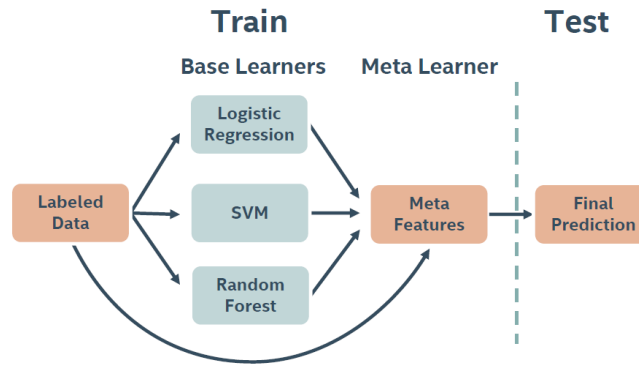 Train
Test
Base Learners
Meta Learner
Logistic
Regression
Labeled
Data
SVM
Meta
Features
Final
Prediction
Random
Forest